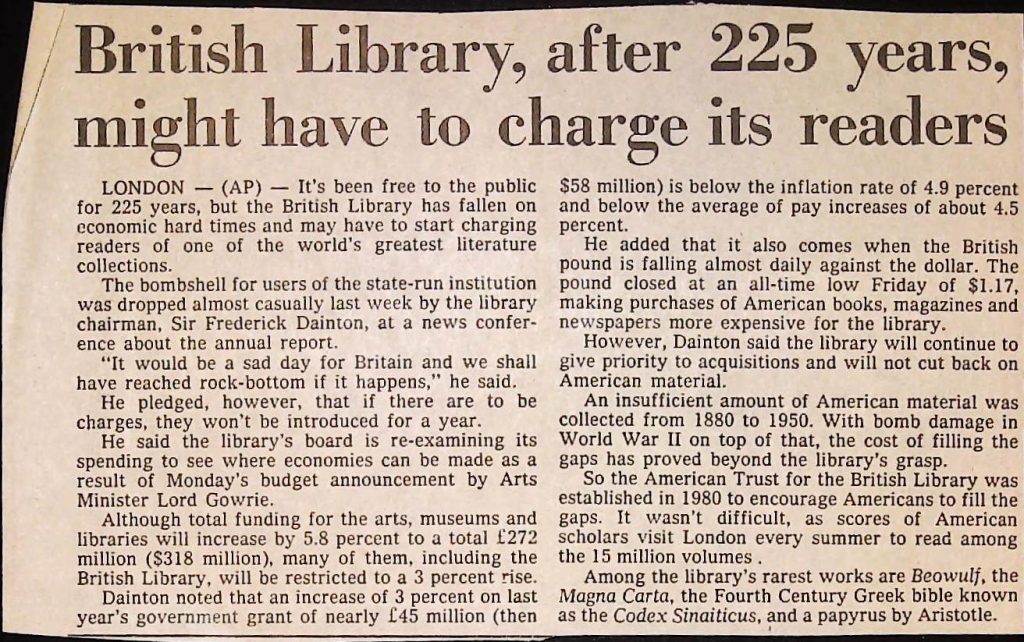 British Library, after 225 years,
might have to charge its readers
LONDON — (AP) — It's been free to the public
for 225 years, but the British Library has fallen on
economic hard times and may have to start charging
readers of one of the world's greatest literature
collections.
The bombshell for users of the state-run institution
was dropped almost casually last week by the library
chairman, Sir Frederick Dainton, at a news confer-
ence about the annual report.
"It would be a sad day for Britain and we shall
have reached rock-bottom if it happens," he said.
He pledged, however, that if there are to be
charges, they won't be introduced for a year.
He said the library's board is re-examining its
spending to see where economies can be made as a
result of Monday's budget announcement by Arts
Minister Lord Gowrie.
Although total funding for the arts, museums and
libraries will increase by 5.8 percent to a total £272
million ($318 million), many of them, including the
British Library, will be restricted to a 3 percent rise.
Dainton noted that an increase of 3 percent on last
year's government grant of nearly £45 million (then
$58 million) is below the inflation rate of 4.9 percent
and below the average of pay increases of about 4.5
percent.
He added that it also comes when the British
pound is falling almost daily against the dollar. The
pound closed at an all-time low Friday of $1.17,
making purchases of American books, magazines and
newspapers more expensive for the library.
However, Dainton said the library will continue to
give priority to acquisitions and will not cut back on
American material.
An insufficient amount of American material was
collected from 1880 to 1950. With bomb damage in
World War II on top of that, the cost of filling the
gaps has proved beyond the library's grasp.
So the American Trust for the British Library was
established in 1980 to encourage Americans to fill the
gaps. It wasn't difficult, as scores of American
scholars visit London every summer to read among
the 15 million volumes .
Among the library's rarest works are Beowulf, the
Magna Carta, the Fourth Century Greek bible known
as the Codex Sinaiticus, and a papyrus by Aristotle.